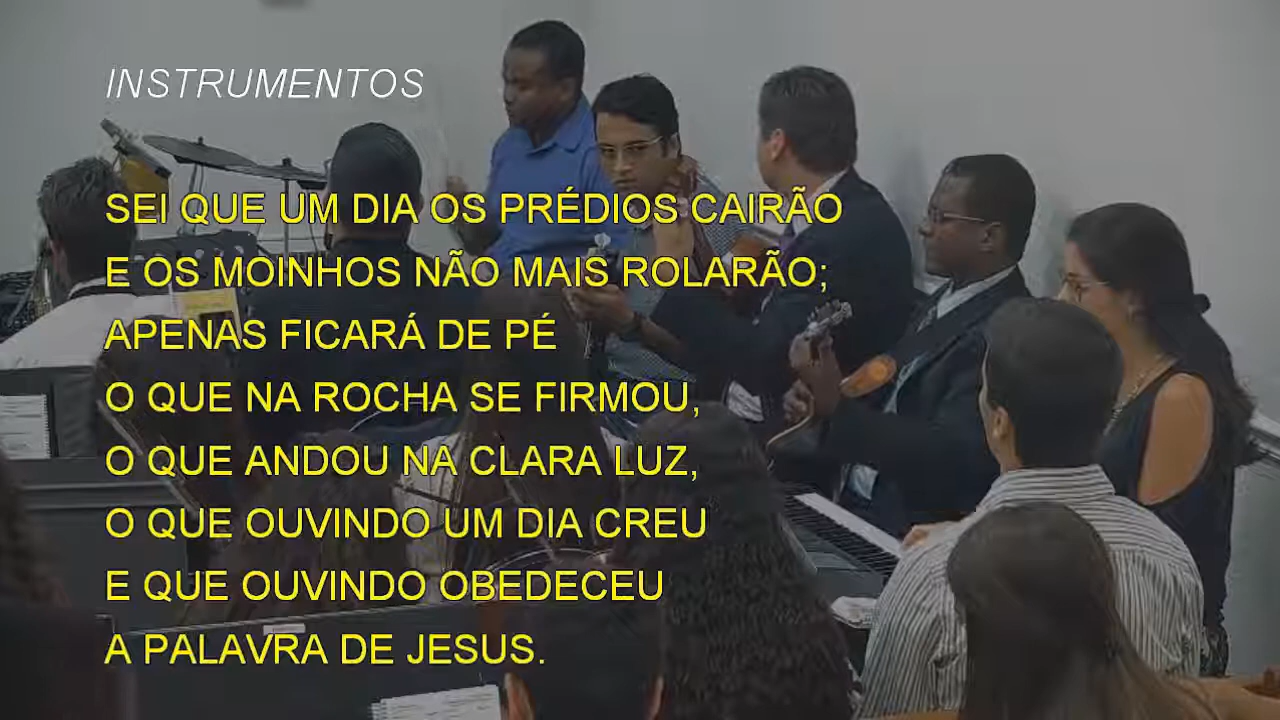 INSTRUMENTOS
SEI QUE UM DIA OS PRÉDIOS CAIRÃO
E OS MOINHOS NÃO MAIS ROLARÃO;
APENAS FICARÁ DE PÉ
O QUE NA ROCHA SE FIRMOU,
O QUE ANDOU NA CLARA LUZ,
O QUE OUVINDO UM DIA CREU
E QUE OUVINDO OBEDECEU
A PALAVRA DE JESUS.